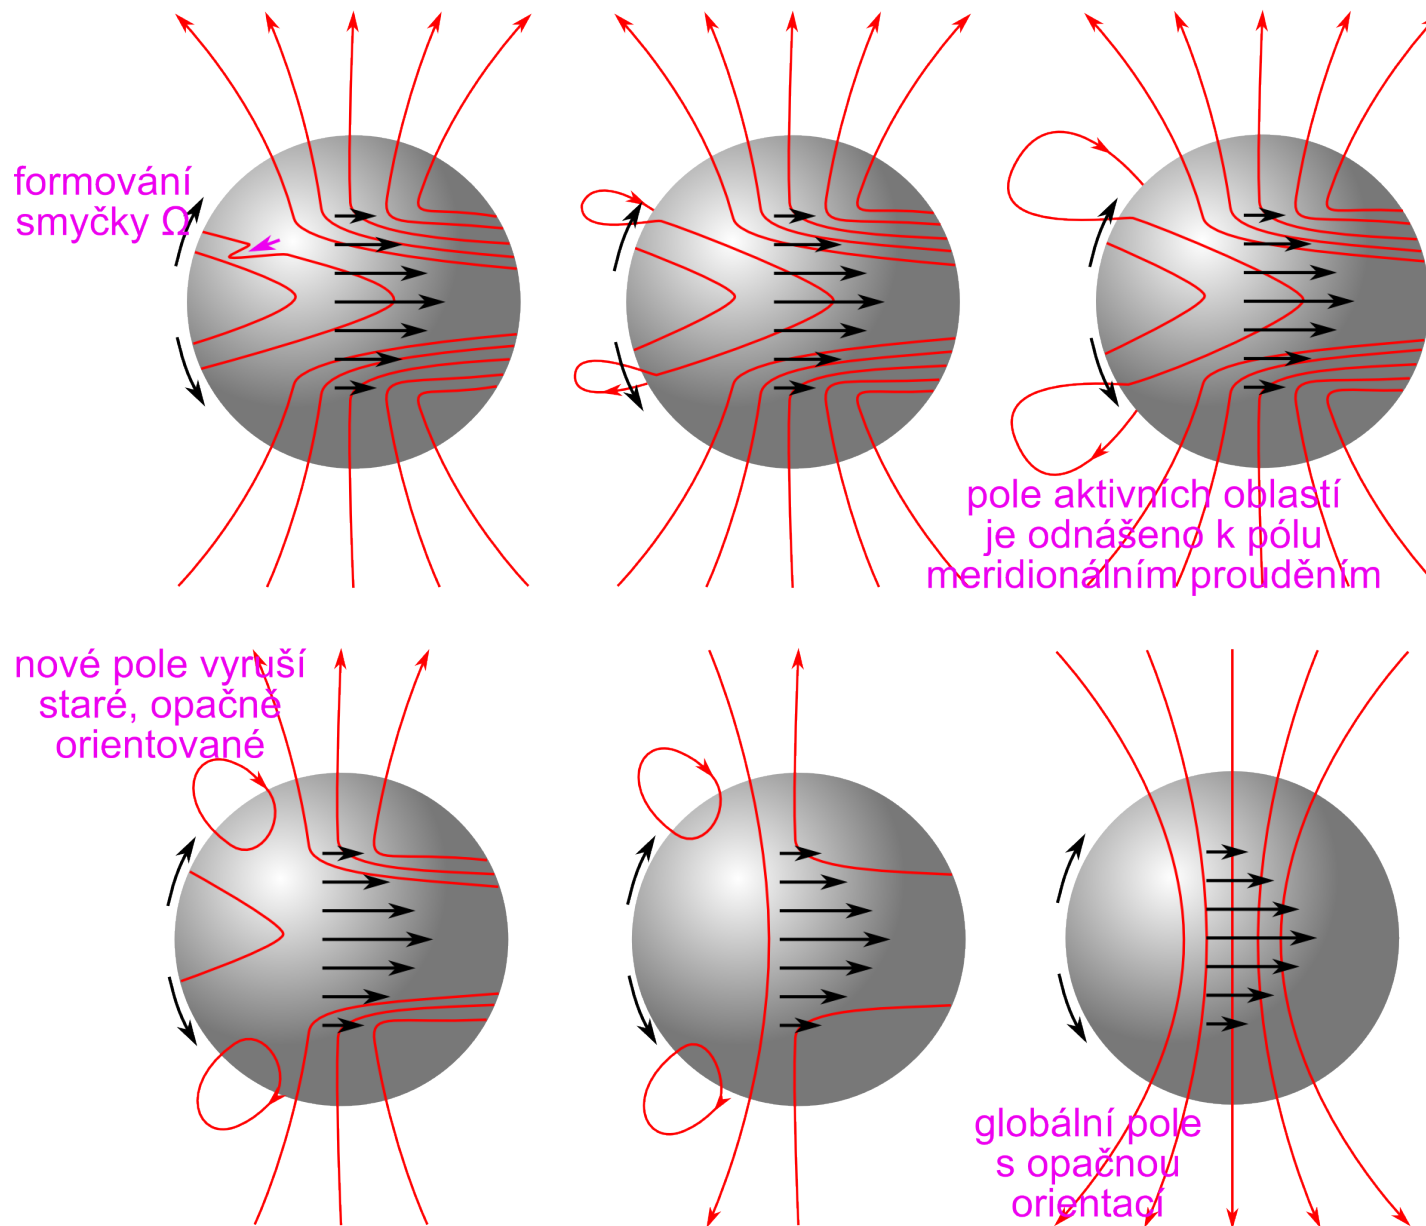 formování
smyčky Ω
pole aktivních oblastí
je odnášeno k pólu
meridionálním prouděním
nové pole vyruší
staré, opačně
orientované
globální pole
s opačnou
orientací